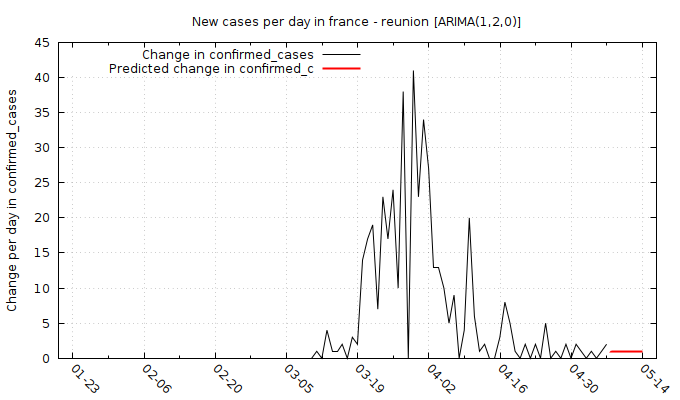 New cases per day in france - reunion [ARIMA(1,2,0)]
Change in confirmed_cases
Predicted change in confirmed_c
Change per day in confirmed_cases
45
40
35
30
25
20
15
10
5
0
01-23 02-06 02-20 03-05 03-19 04-02 04-16 04-30 05-14